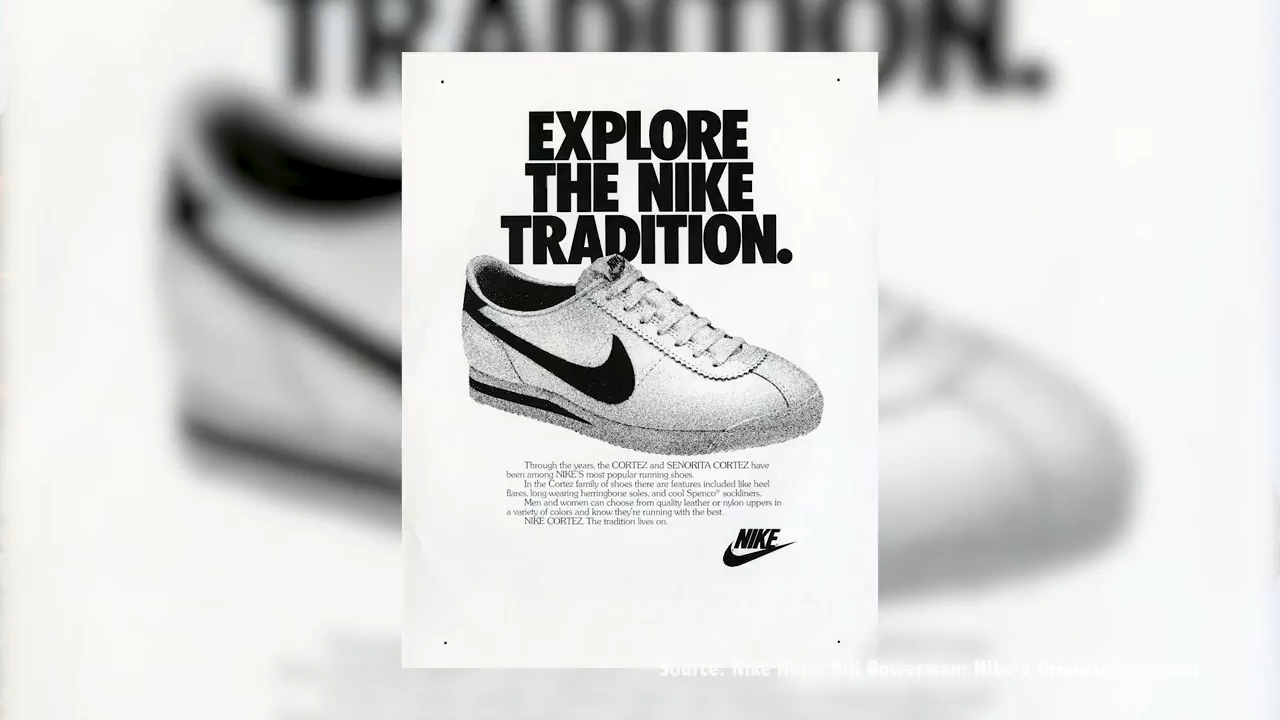 TRADITION.
EXPLORE
THE NIKE
TRADITION.
Through the years, the CORTEZ and SENORITA CORTEZ have
been among NIKE'S most popular running shoes.
In the Cortez family of shoes there are features included like heel
flares, long-wearing herringbone soles, and cool Spenco® sockliners.
Men and women can choose from quality leather or nylon uppers in
a variety of colors and know they're running with the best.
NIKE CORTEZ. The tradition lives on.
NIKE
Source: Nike News Bill Bowerman: Nike's Original